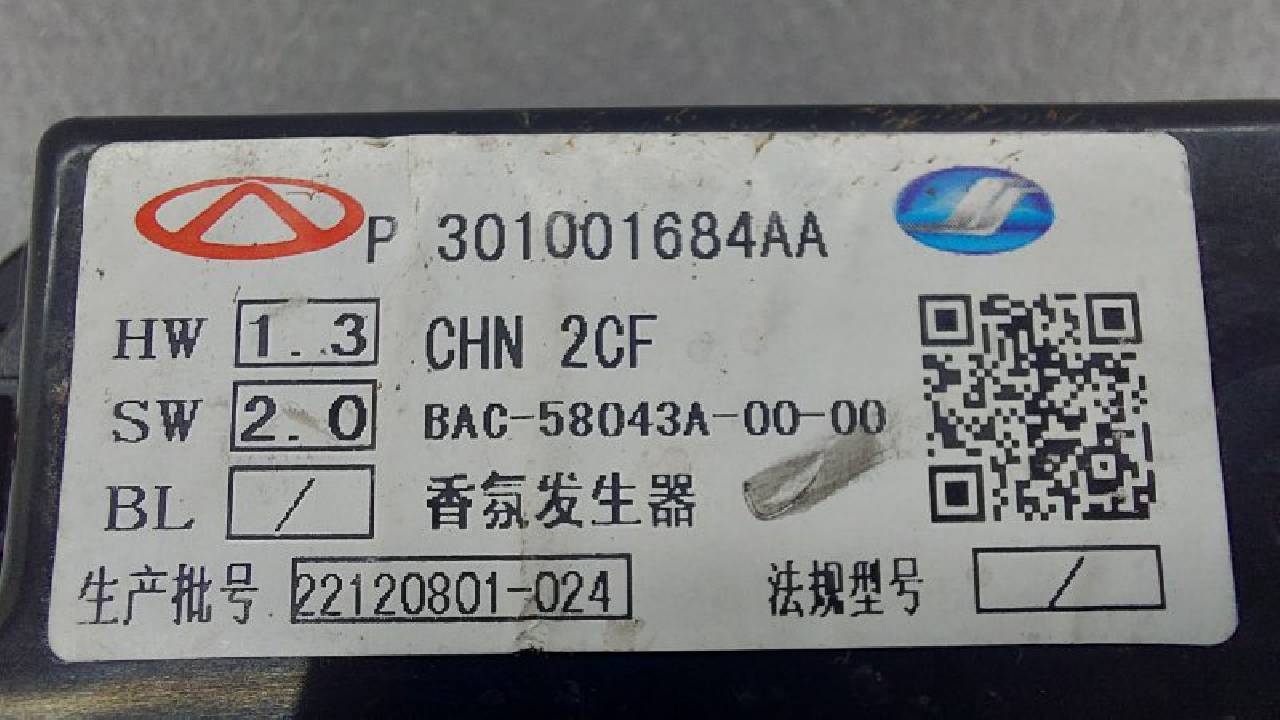 P 301001684AA
HW 1.3 CHN 2CF
SW 2.0 BAC-58043A-00-00
BL / 香氛发生器
生产批号 22120801-024 法规型号 /